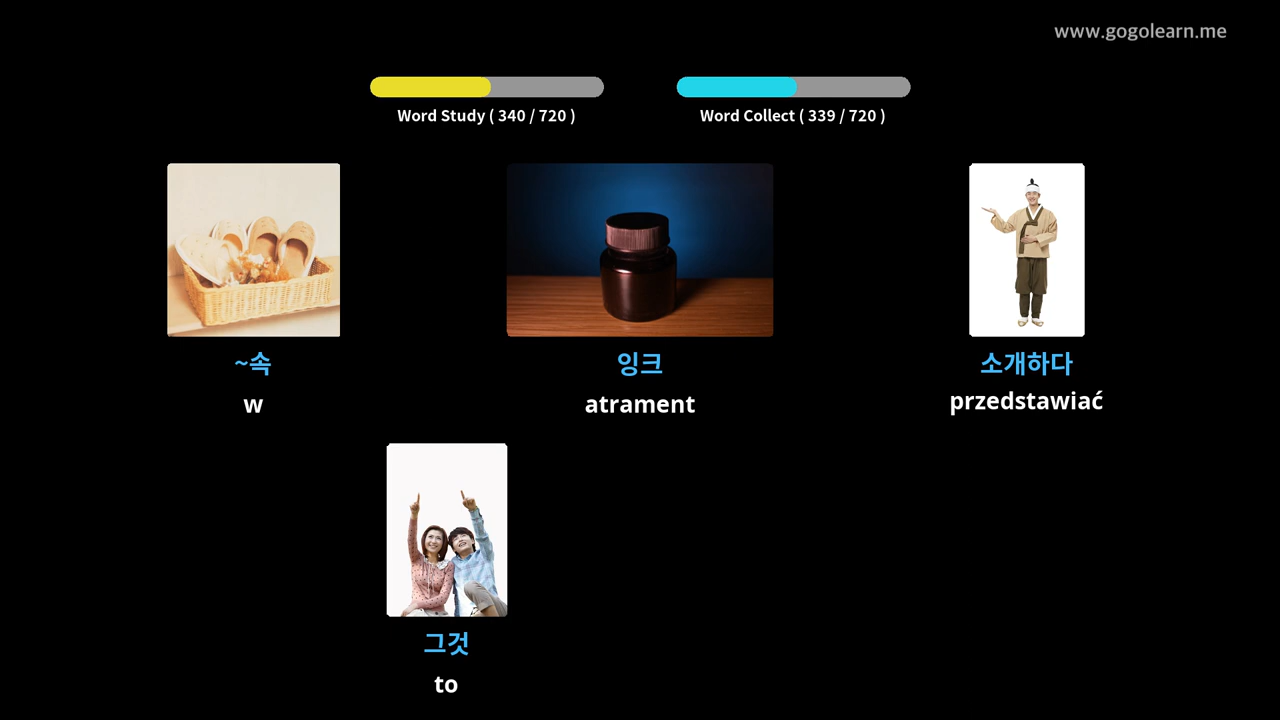 www.gogolearn.me
Word Study ( 340 / 720 )
Word Collect ( 339 / 720 )
~속
w
잉크
atrament
소개하다
przedstawiać
그것
to